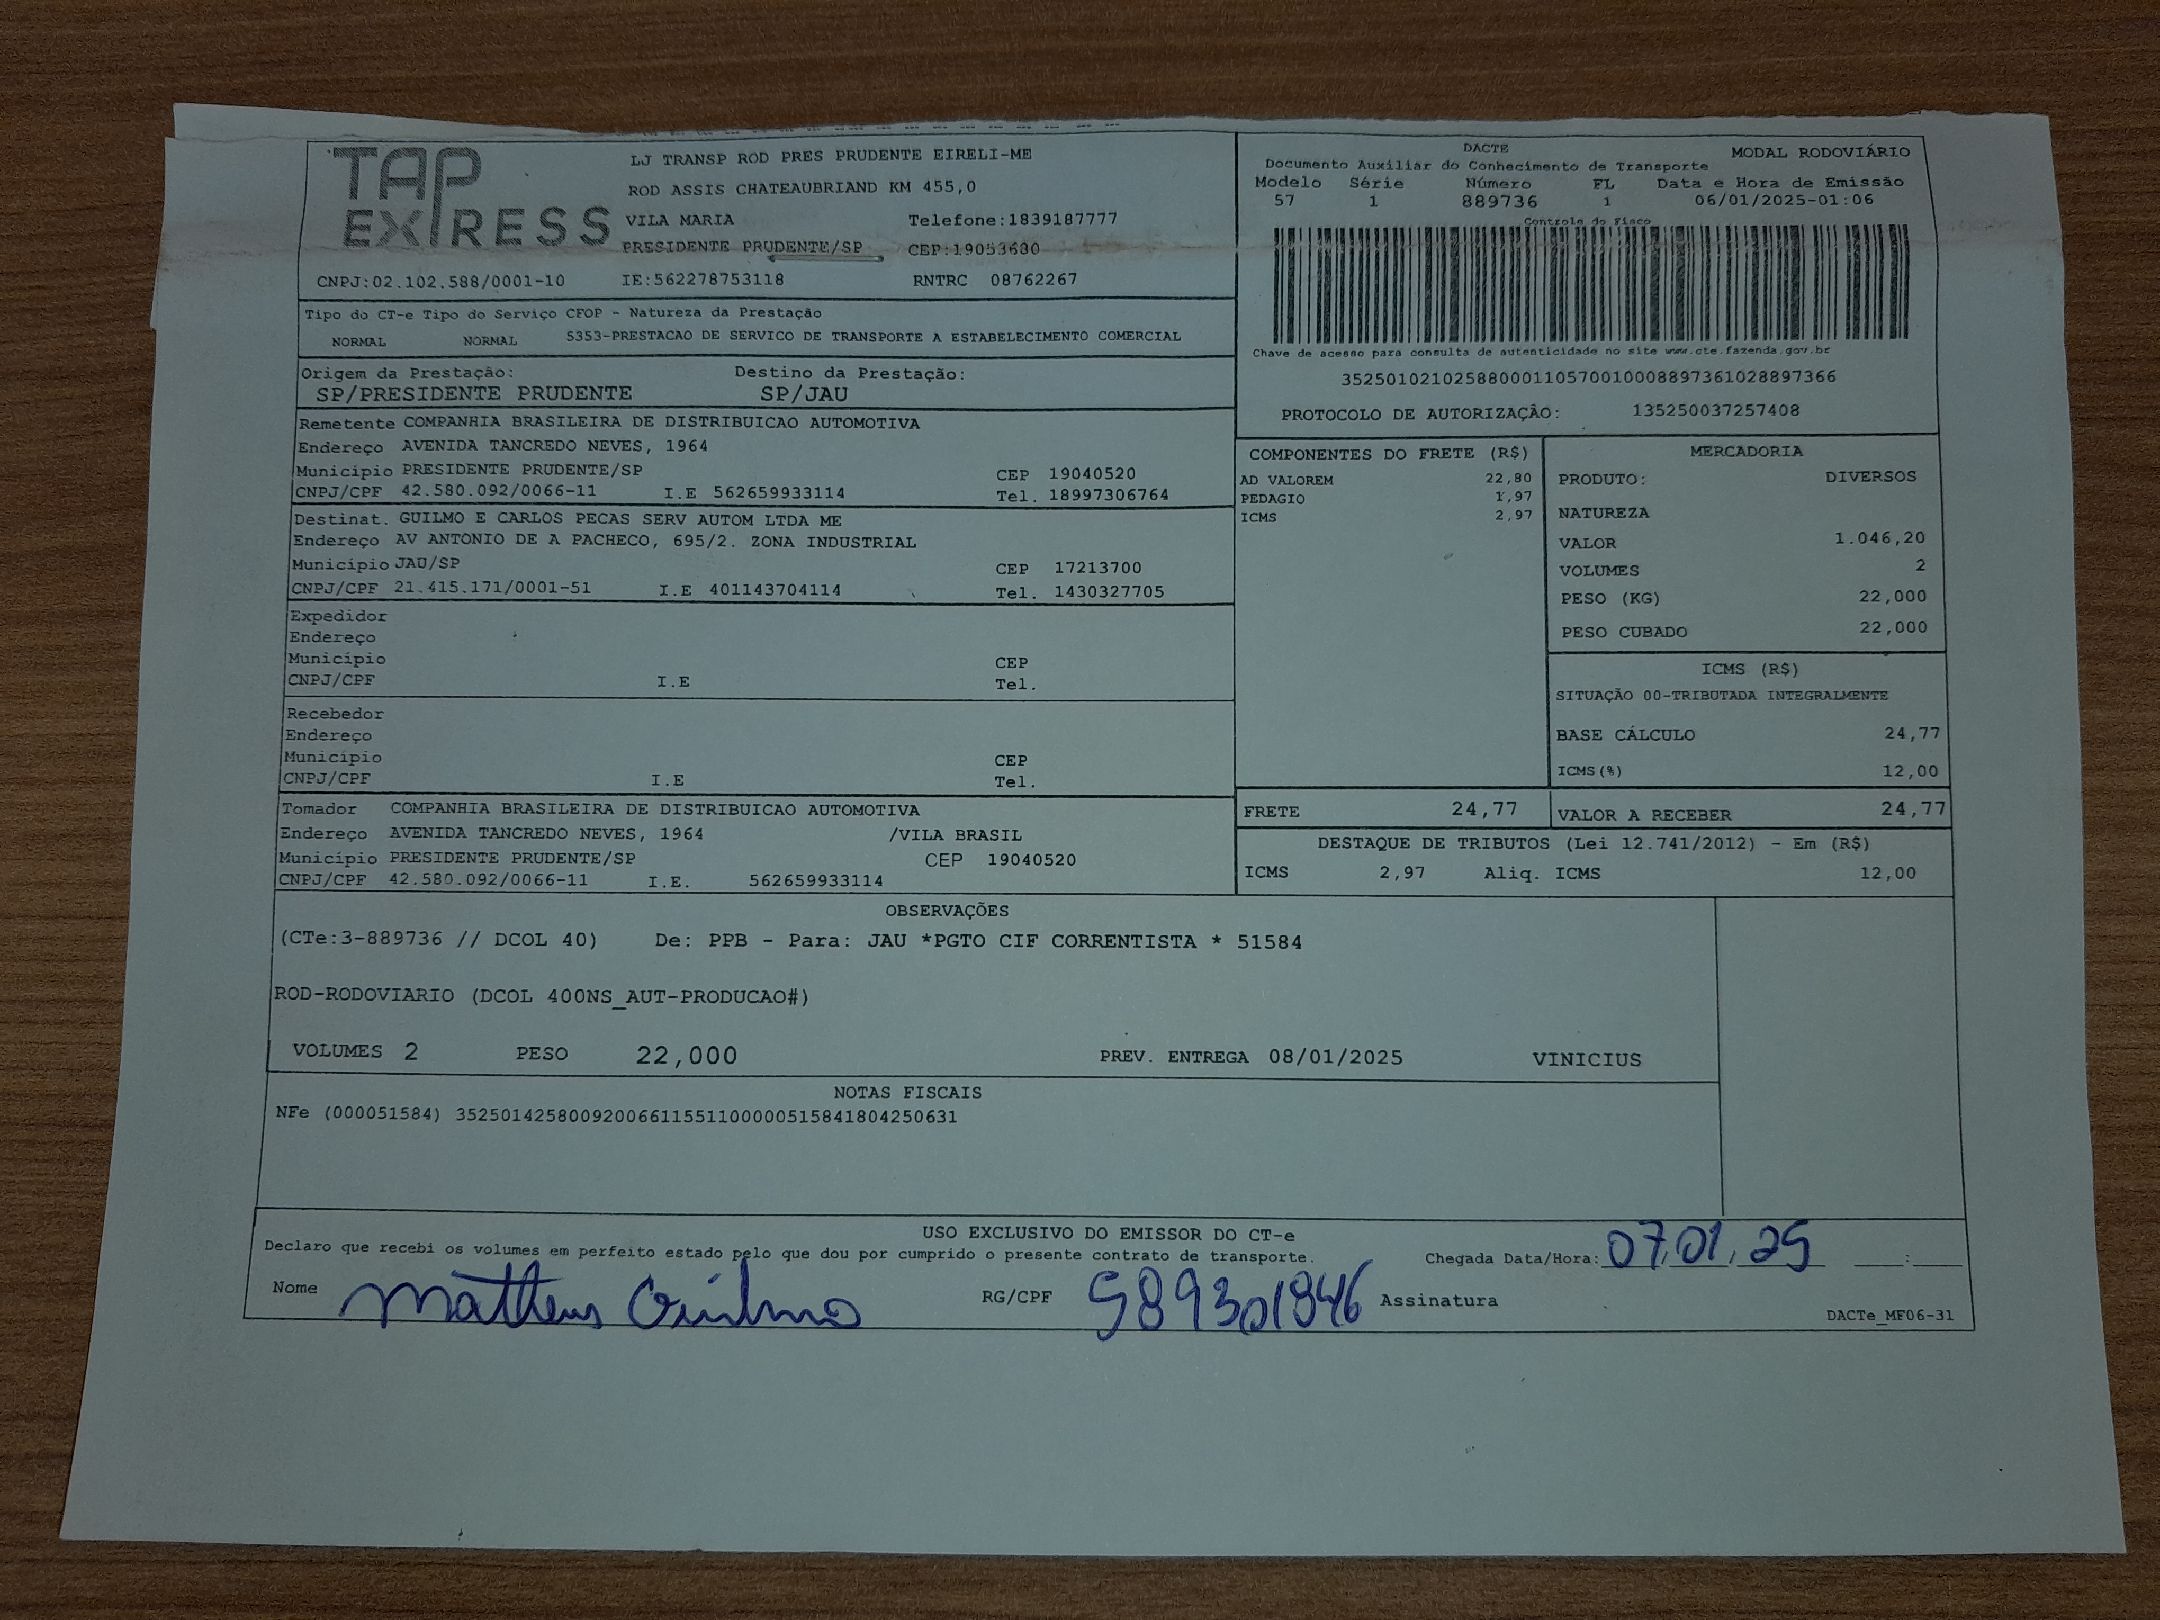 TAP EXPRESS
LJ TRANSP ROD PRES PRUDENTE EIRELI-ME
ROD ASSIS CHATEAUBRIAND KM 455,0
VILA MARIA Telefone:1839187777
PRESIDENTE PRUDENTE/SP CEP:19053680
CNPJ:02.102.588/0001-10 IE:562278753118 RNTRC 08762267
DACTE
Documento Auxiliar do Conhecimento de Transporte MODAL RODOVIÁRIO
Modelo Série Número FL Data e Hora de Emissão
57 1 889736 1 06/01/2025-01:06
Controle do Fisco
Chave de acesso para consulta de autenticidade no site www.cte.fazenda.gov.br
35250102102588000110570010008897361028897366
PROTOCOLO DE AUTORIZAÇÃO: 135250037257408
Tipo do CT-e Tipo do Serviço CFOP - Natureza da Prestação
NORMAL NORMAL 5353-PRESTACAO DE SERVICO DE TRANSPORTE A ESTABELECIMENTO COMERCIAL
Origem da Prestação: Destino da Prestação:
SP/PRESIDENTE PRUDENTE SP/JAU
Remetente COMPANHIA BRASILEIRA DE DISTRIBUICAO AUTOMOTIVA
Endereço AVENIDA TANCREDO NEVES, 1964
Município PRESIDENTE PRUDENTE/SP CEP 19040520
CNPJ/CPF 42.580.092/0066-11 I.E 562659933114 Tel. 18997306764
Destinat. GUILMO E CARLOS PECAS SERV AUTOM LTDA ME
Endereço AV ANTONIO DE A PACHECO, 695/2. ZONA INDUSTRIAL
Município JAU/SP CEP 17213700
CNPJ/CPF 21.415.171/0001-51 I.E 401143704114 Tel. 1430327705
Expedidor
Endereço
Município CEP
CNPJ/CPF I.E Tel.
Recebedor
Endereço
Município CEP
CNPJ/CPF I.E Tel.
Tomador COMPANHIA BRASILEIRA DE DISTRIBUICAO AUTOMOTIVA
Endereço AVENIDA TANCREDO NEVES, 1964 /VILA BRASIL
Município PRESIDENTE PRUDENTE/SP CEP 19040520
CNPJ/CPF 42.580.092/0066-11 I.E. 562659933114
COMPONENTES DO FRETE (R$)
AD VALOREM 22,80
PEDAGIO 1,97
ICMS 2,97
MERCADORIA
PRODUTO: DIVERSOS
NATUREZA
VALOR 1.046,20
VOLUMES 2
PESO (KG) 22,000
PESO CUBADO 22,000
ICMS (R$)
SITUAÇÃO 00-TRIBUTADA INTEGRALMENTE
BASE CÁLCULO 24,77
ICMS(%) 12,00
FRETE 24,77 VALOR A RECEBER 24,77
DESTAQUE DE TRIBUTOS (Lei 12.741/2012) - Em (R$)
ICMS 2,97 Aliq. ICMS 12,00
OBSERVAÇÕES
(CTe:3-889736 // DCOL 40) De: PPB - Para: JAU *PGTO CIF CORRENTISTA * 51584
ROD-RODOVIARIO (DCOL 400NS_AUT-PRODUCAO#)
VOLUMES 2 PESO 22,000 PREV. ENTREGA 08/01/2025 VINICIUS
NOTAS FISCAIS
NFe (000051584) 35250142580092006611551100000515841804250631
USO EXCLUSIVO DO EMISSOR DO CT-e
Declaro que recebi os volumes em perfeito estado pelo que dou por cumprido o presente contrato de transporte. Chegada Data/Hora: 07.01.25 ___:___
Nome Matheus Guilmo RG/CPF 589301846 Assinatura
DACTe_MF06-31